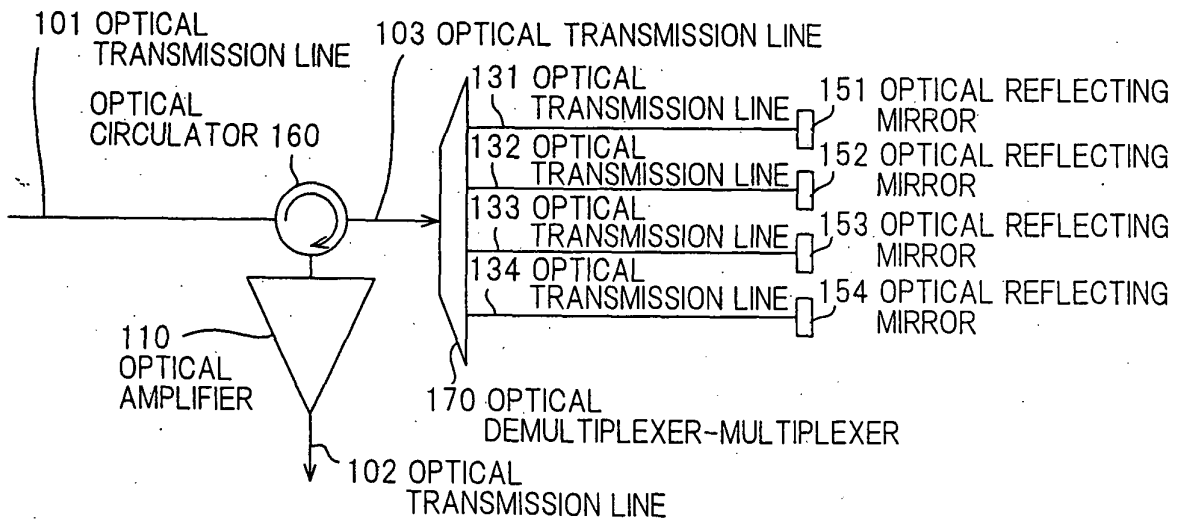 101 OPTICAL
TRANSMISSION LINE
103 OPTICAL TRANSMISSION LINE
OPTICAL
CIRCULATOR 160
131 OPTICAL
TRANSMISSION LINE
151 OPTICAL REFLECTING
MIRROR
132 OPTICAL
TRANSMISSION LINE
152 OPTICAL REFLECTING
MIRROR
133 OPTICAL
TRANSMISSION LINE
153 OPTICAL REFLECTING
MIRROR
134 OPTICAL
TRANSMISSION LINE
154 OPTICAL REFLECTING
MIRROR
110
OPTICAL
AMPLIFIER
170 OPTICAL
DEMULTIPLEXER-MULTIPLEXER
102 OPTICAL
TRANSMISSION LINE